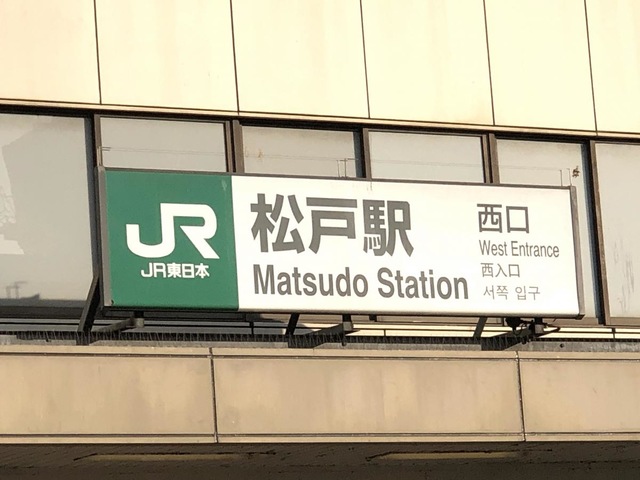 JR
JR東日本
松戸駅
Matsudo Station
西口
West Entrance
西入口
서쪽 입구